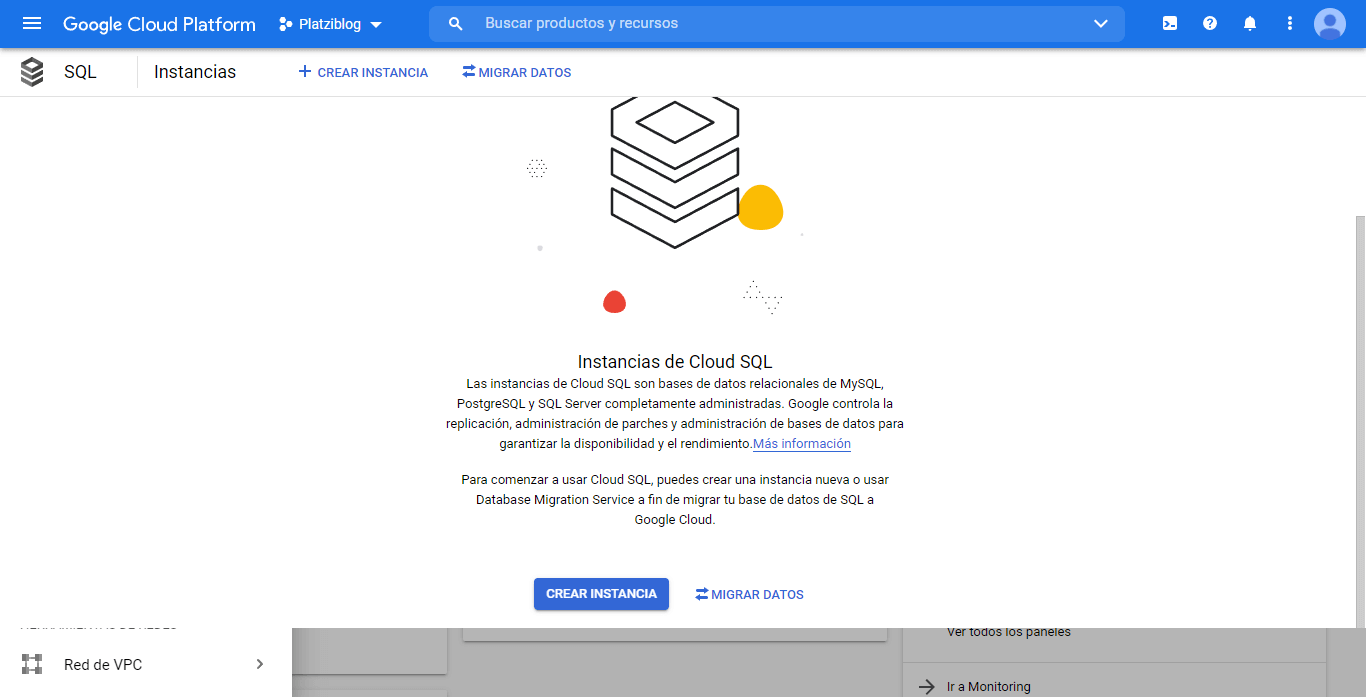 Google Cloud Platform
Platziblog
Buscar productos y recursos
SQL
Instancias
CREAR INSTANCIA
MIGRAR DATOS
Instancias de Cloud SQL
Las instancias de Cloud SQL son bases de datos relacionales de MySQL,
PostgreSQL y SQL Server completamente administradas. Google controla la
replicación, administración de parches y administración de bases de datos para
garantizar la disponibilidad y el rendimiento.Más información
Para comenzar a usar Cloud SQL, puedes crear una instancia nueva o usar
Database Migration Service a fin de migrar tu base de datos de SQL a
Google Cloud.
CREAR INSTANCIA
MIGRAR DATOS
Ver todos los paneles
Red de VPC
Ir a Monitoring